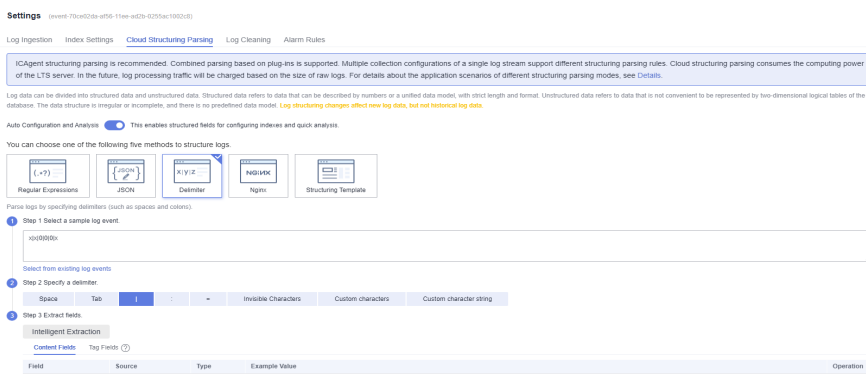 Settings (event-70ce62da-af56-11ee-ad2b-0255ac1002c8)
Log Ingestion Index Settings Cloud Structuring Parsing Log Cleaning Alarm Rules
ICAgent structuring parsing is recommended. Combined parsing based on plug-ins is supported. Multiple collection configurations of a single log stream support different structuring parsing rules. Cloud structuring parsing consumes the computing power
of the LTS server. In the future, log processing traffic will be charged based on the size of raw logs. For details about the application scenarios of different structuring parsing modes, see Details.
Log data can be divided into structured data and unstructured data. Structured data refers to data that can be described by numbers or a unified data model, with strict length and format. Unstructured data refers to data that is not convenient to be represented by two-dimensional logical tables of the
database. The data structure is irregular or incomplete, and there is no predefined data model. Log structuring changes affect new log data, but not historical log data.
Auto Configuration and Analysis This enables structured fields for configuring indexes and quick analysis.
You can choose one of the following five methods to structure logs.
(.*?) {JSON} x|y|z NGINX
Regular Expressions JSON Delimiter Nginx Structuring Template
Parse logs by specifying delimiters (such as spaces and colons).
1 Step 1 Select a sample log event.
x|x|0|0|0|x
Select from existing log events
2 Step 2 Specify a delimiter.
Space Tab | : = Invisible Characters Custom characters Custom character string
3 Step 3 Extract fields.
Intelligent Extraction
Content Fields Tag Fields ?
Field Source Type Example Value Operation